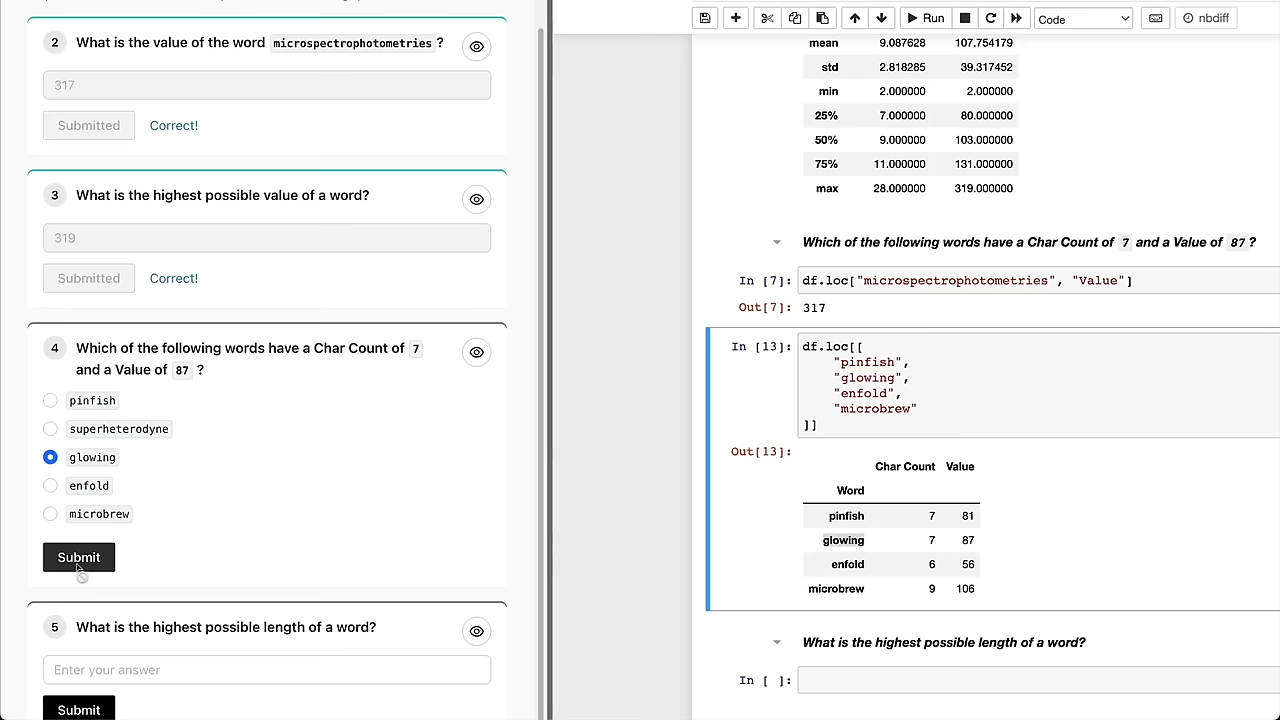 2 What is the value of the word microspectrophotometries ?
317
Submitted Correct!
3 What is the highest possible value of a word?
319
Submitted Correct!
4 Which of the following words have a Char Count of 7
and a Value of 87 ?
pinfish
superheterodyne
glowing
enfold
microbrew
Submit
5 What is the highest possible length of a word?
Enter your answer
Submit
Run Code nbdiff
mean 9.087628 107.754179
std 2.818285 39.317452
min 2.000000 2.000000
25% 7.000000 80.000000
50% 9.000000 103.000000
75% 11.000000 131.000000
max 28.000000 319.000000
Which of the following words have a Char Count of 7 and a Value of 87 ?
In [7]: df.loc["microspectrophotometries", "Value"]
Out[7]: 317
In [13]: df.loc[[
"pinfish",
"glowing",
"enfold",
"microbrew"
]]
Out[13]:
Char Count Value
Word
pinfish 7 81
glowing 7 87
enfold 6 56
microbrew 9 106
What is the highest possible length of a word?
In [ ]: